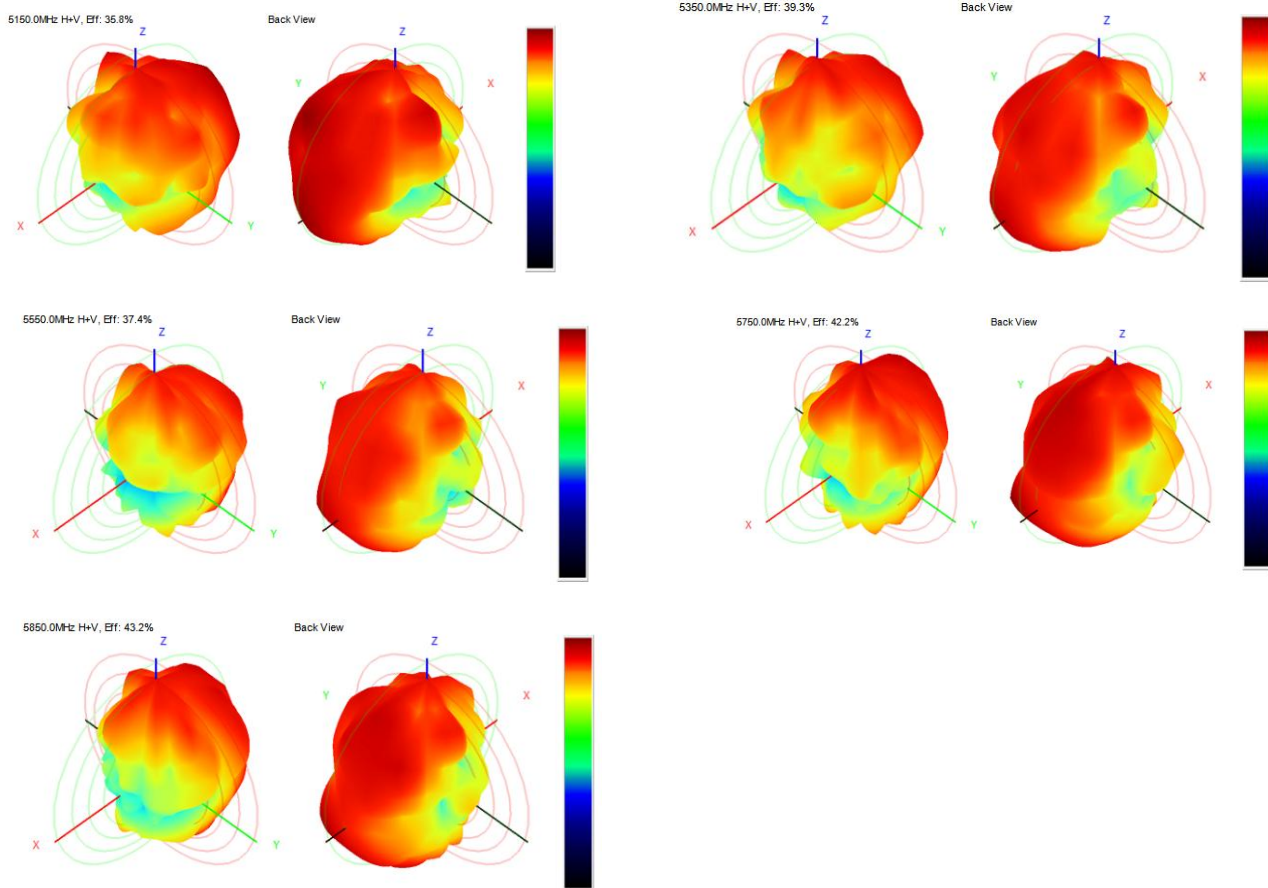 5150.0MHz H+V, Eff: 35.8%
Back View
Z
Z
Y
X
X
Y
5350.0MHz H+V, Eff: 39.3%
Back View
Z
Z
Y
X
X
Y
5550.0MHz H+V, Eff: 37.4%
Back View
Z
Z
Y
X
X
Y
5750.0MHz H+V, Eff: 42.2%
Back View
Z
Z
Y
X
X
Y
5850.0MHz H+V, Eff: 43.2%
Back View
Z
Z
Y
X
X
Y